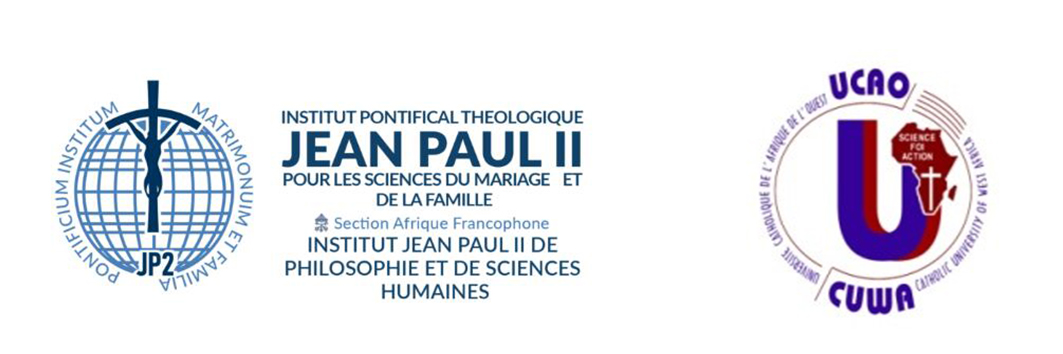 PONTIFICIUM INSTITUTUM
MATRIMONIUM ET FAMILIA
JP2
INSTITUT PONTIFICAL THEOLOGIQUE
JEAN PAUL II
POUR LES SCIENCES DU MARIAGE ET
DE LA FAMILLE
Section Afrique Francophone
INSTITUT JEAN PAUL II DE
PHILOSOPHIE ET DE SCIENCES
HUMAINES
UCAO
UNIVERSITE CATHOLIQUE DE L'AFRIQUE DE L'OUEST
SCIENCE
FOI
ACTION
CATHOLIC UNIVERSITY OF WEST AFRICA
CUWA